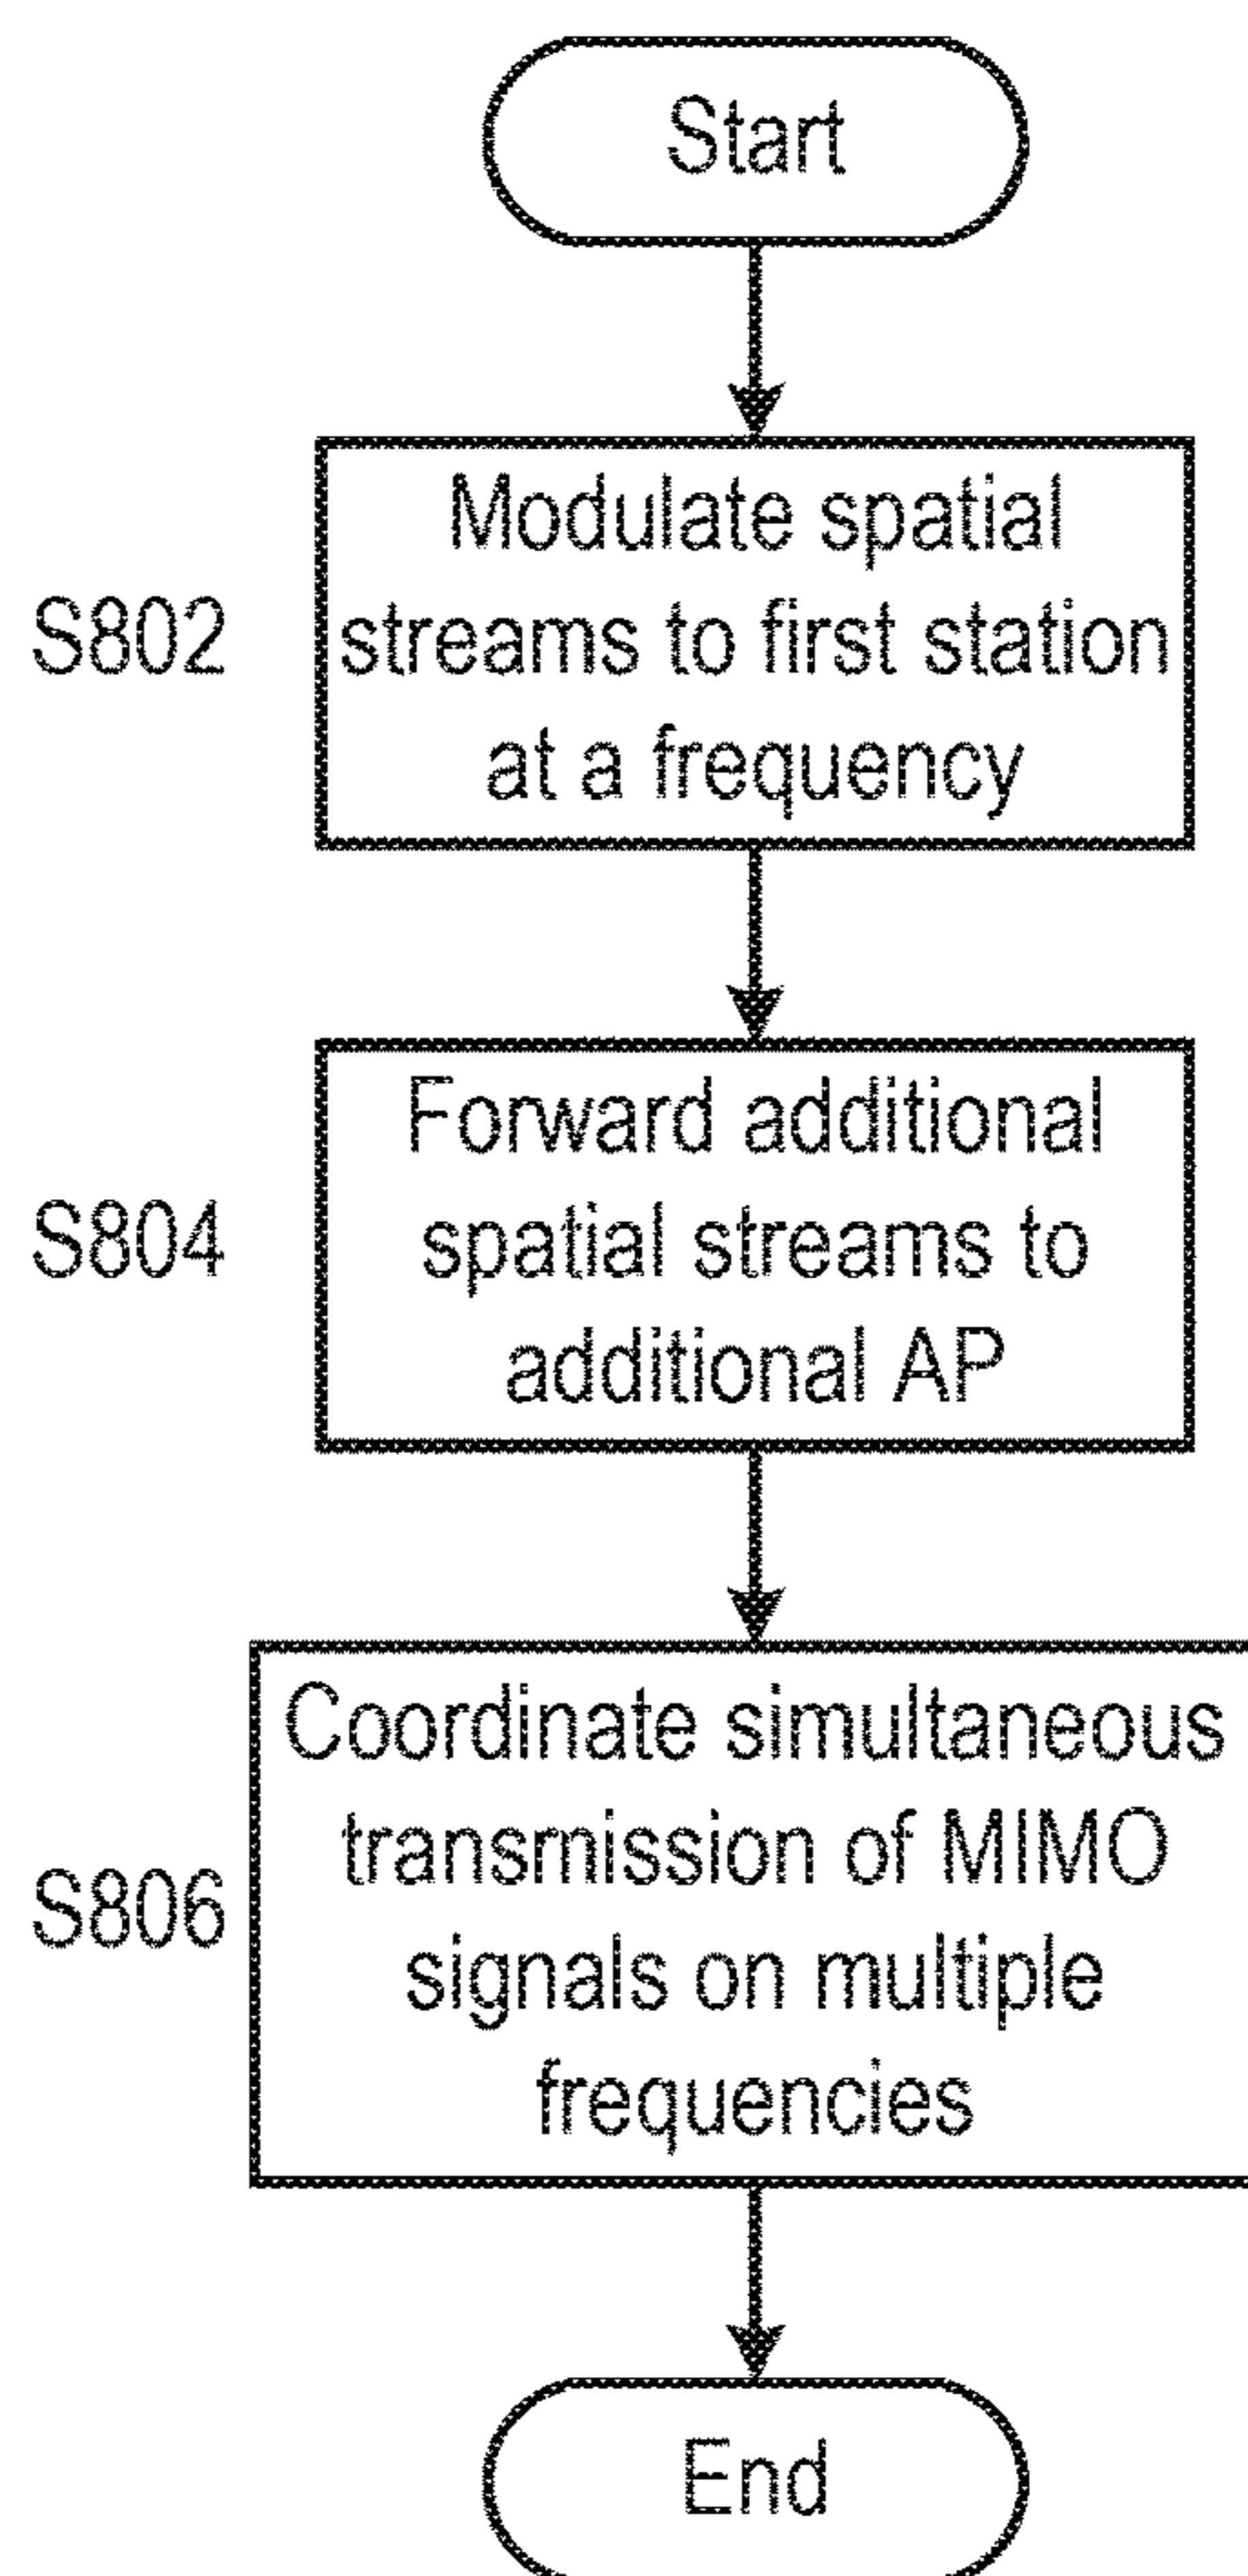 Start
S802
Modulate spatial
streams to first station
at a frequency
S804
Forward additional
spatial streams to
additional AP
S806
Coordinate simultaneous
transmission of MIMO
signals on multiple
frequencies
End